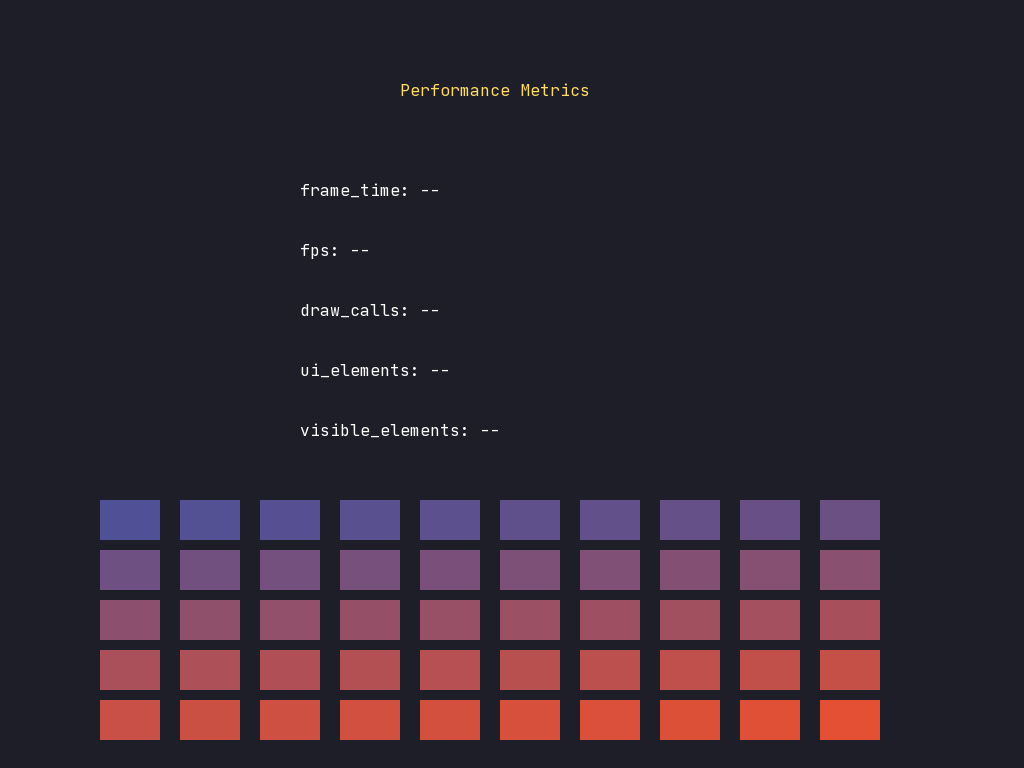 Performance Metrics
frame_time: --
fps: --
draw_calls: --
ui_elements: --
visible_elements: --